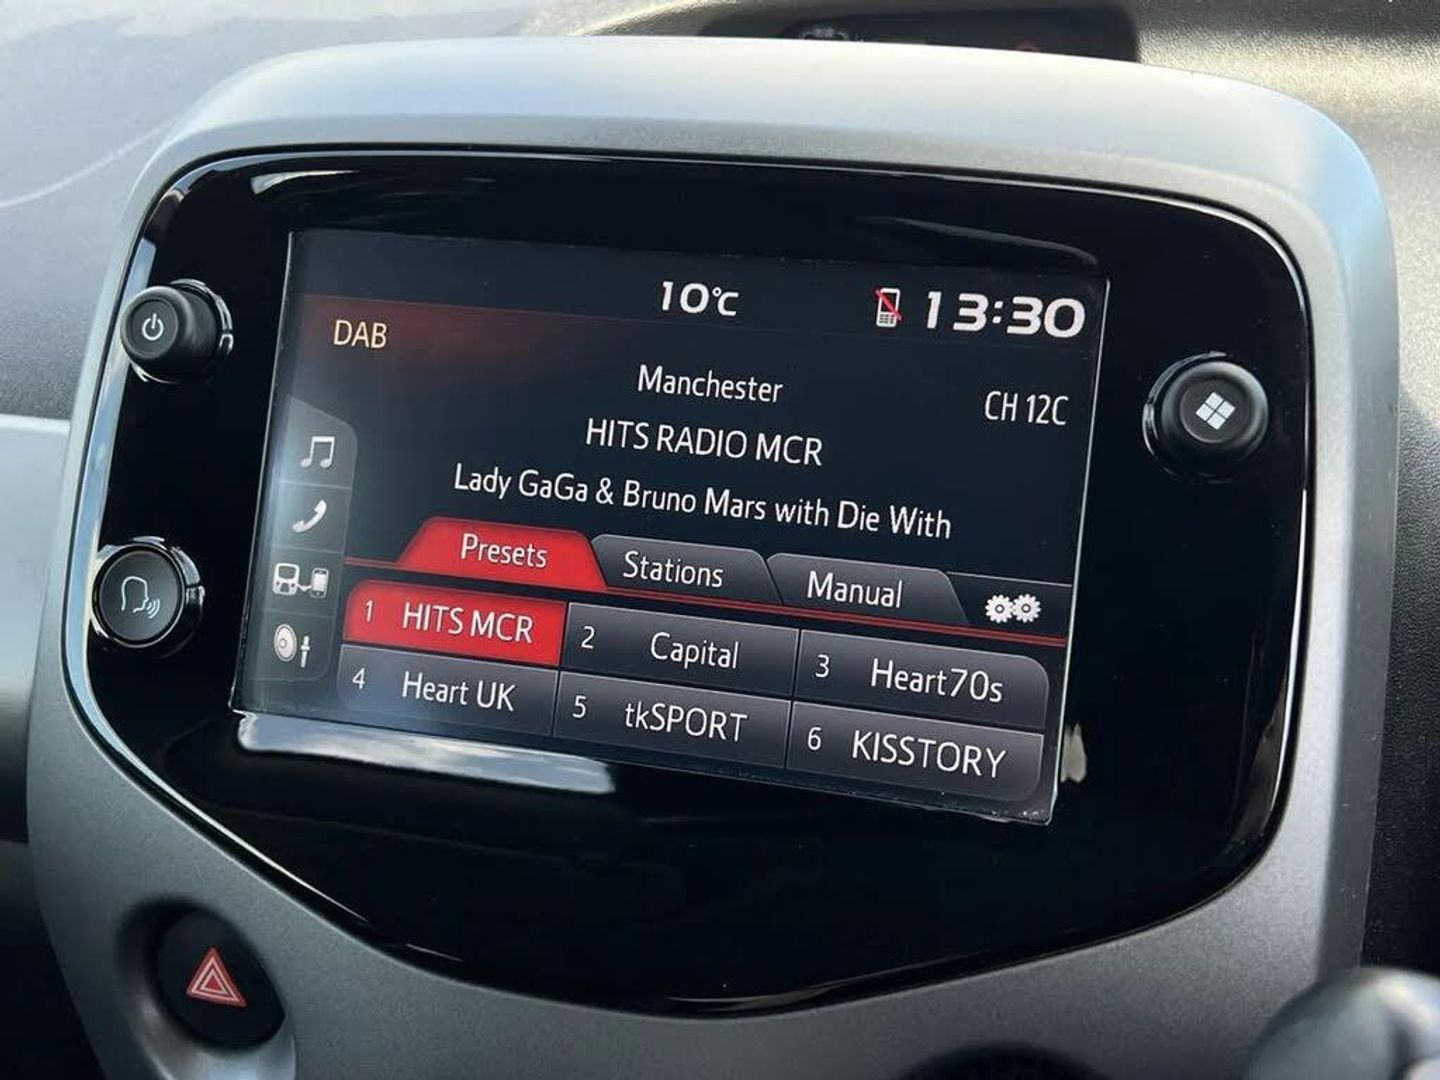 10°C 13:30
DAB
Manchester
CH 12C
HITS RADIO MCR
Lady GaGa & Bruno Mars with Die With
Presets Stations Manual
1 HITS MCR 2 Capital 3 Heart70s
4 Heart UK 5 tkSPORT 6 KISSTORY